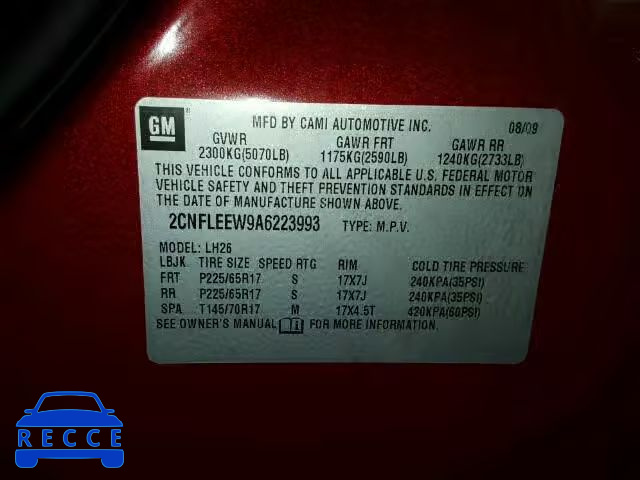 GM
MFD BY CAMI AUTOMOTIVE INC. 08/09
GVWR GAWR FRT GAWR RR
2300KG(5070LB) 1175KG(2590LB) 1240KG(2733LB)
THIS VEHICLE CONFORMS TO ALL APPLICABLE U.S. FEDERAL MOTOR
VEHICLE SAFETY AND THEFT PREVENTION STANDARDS IN EFFECT ON
THE DATE OF MANUFACTURE SHOWN ABOVE.
2CNFLEEW9A6223993 TYPE: M.P.V.
MODEL: LH26
LBJK TIRE SIZE SPEED RTG RIM COLD TIRE PRESSURE
FRT P225/65R17 S 17X7J 240KPA(35PSI)
RR P225/65R17 S 17X7J 240KPA(35PSI)
SPA T145/70R17 M 17X4.5T 420KPA(60PSI)
SEE OWNER'S MANUAL FOR MORE INFORMATION.
RECCE